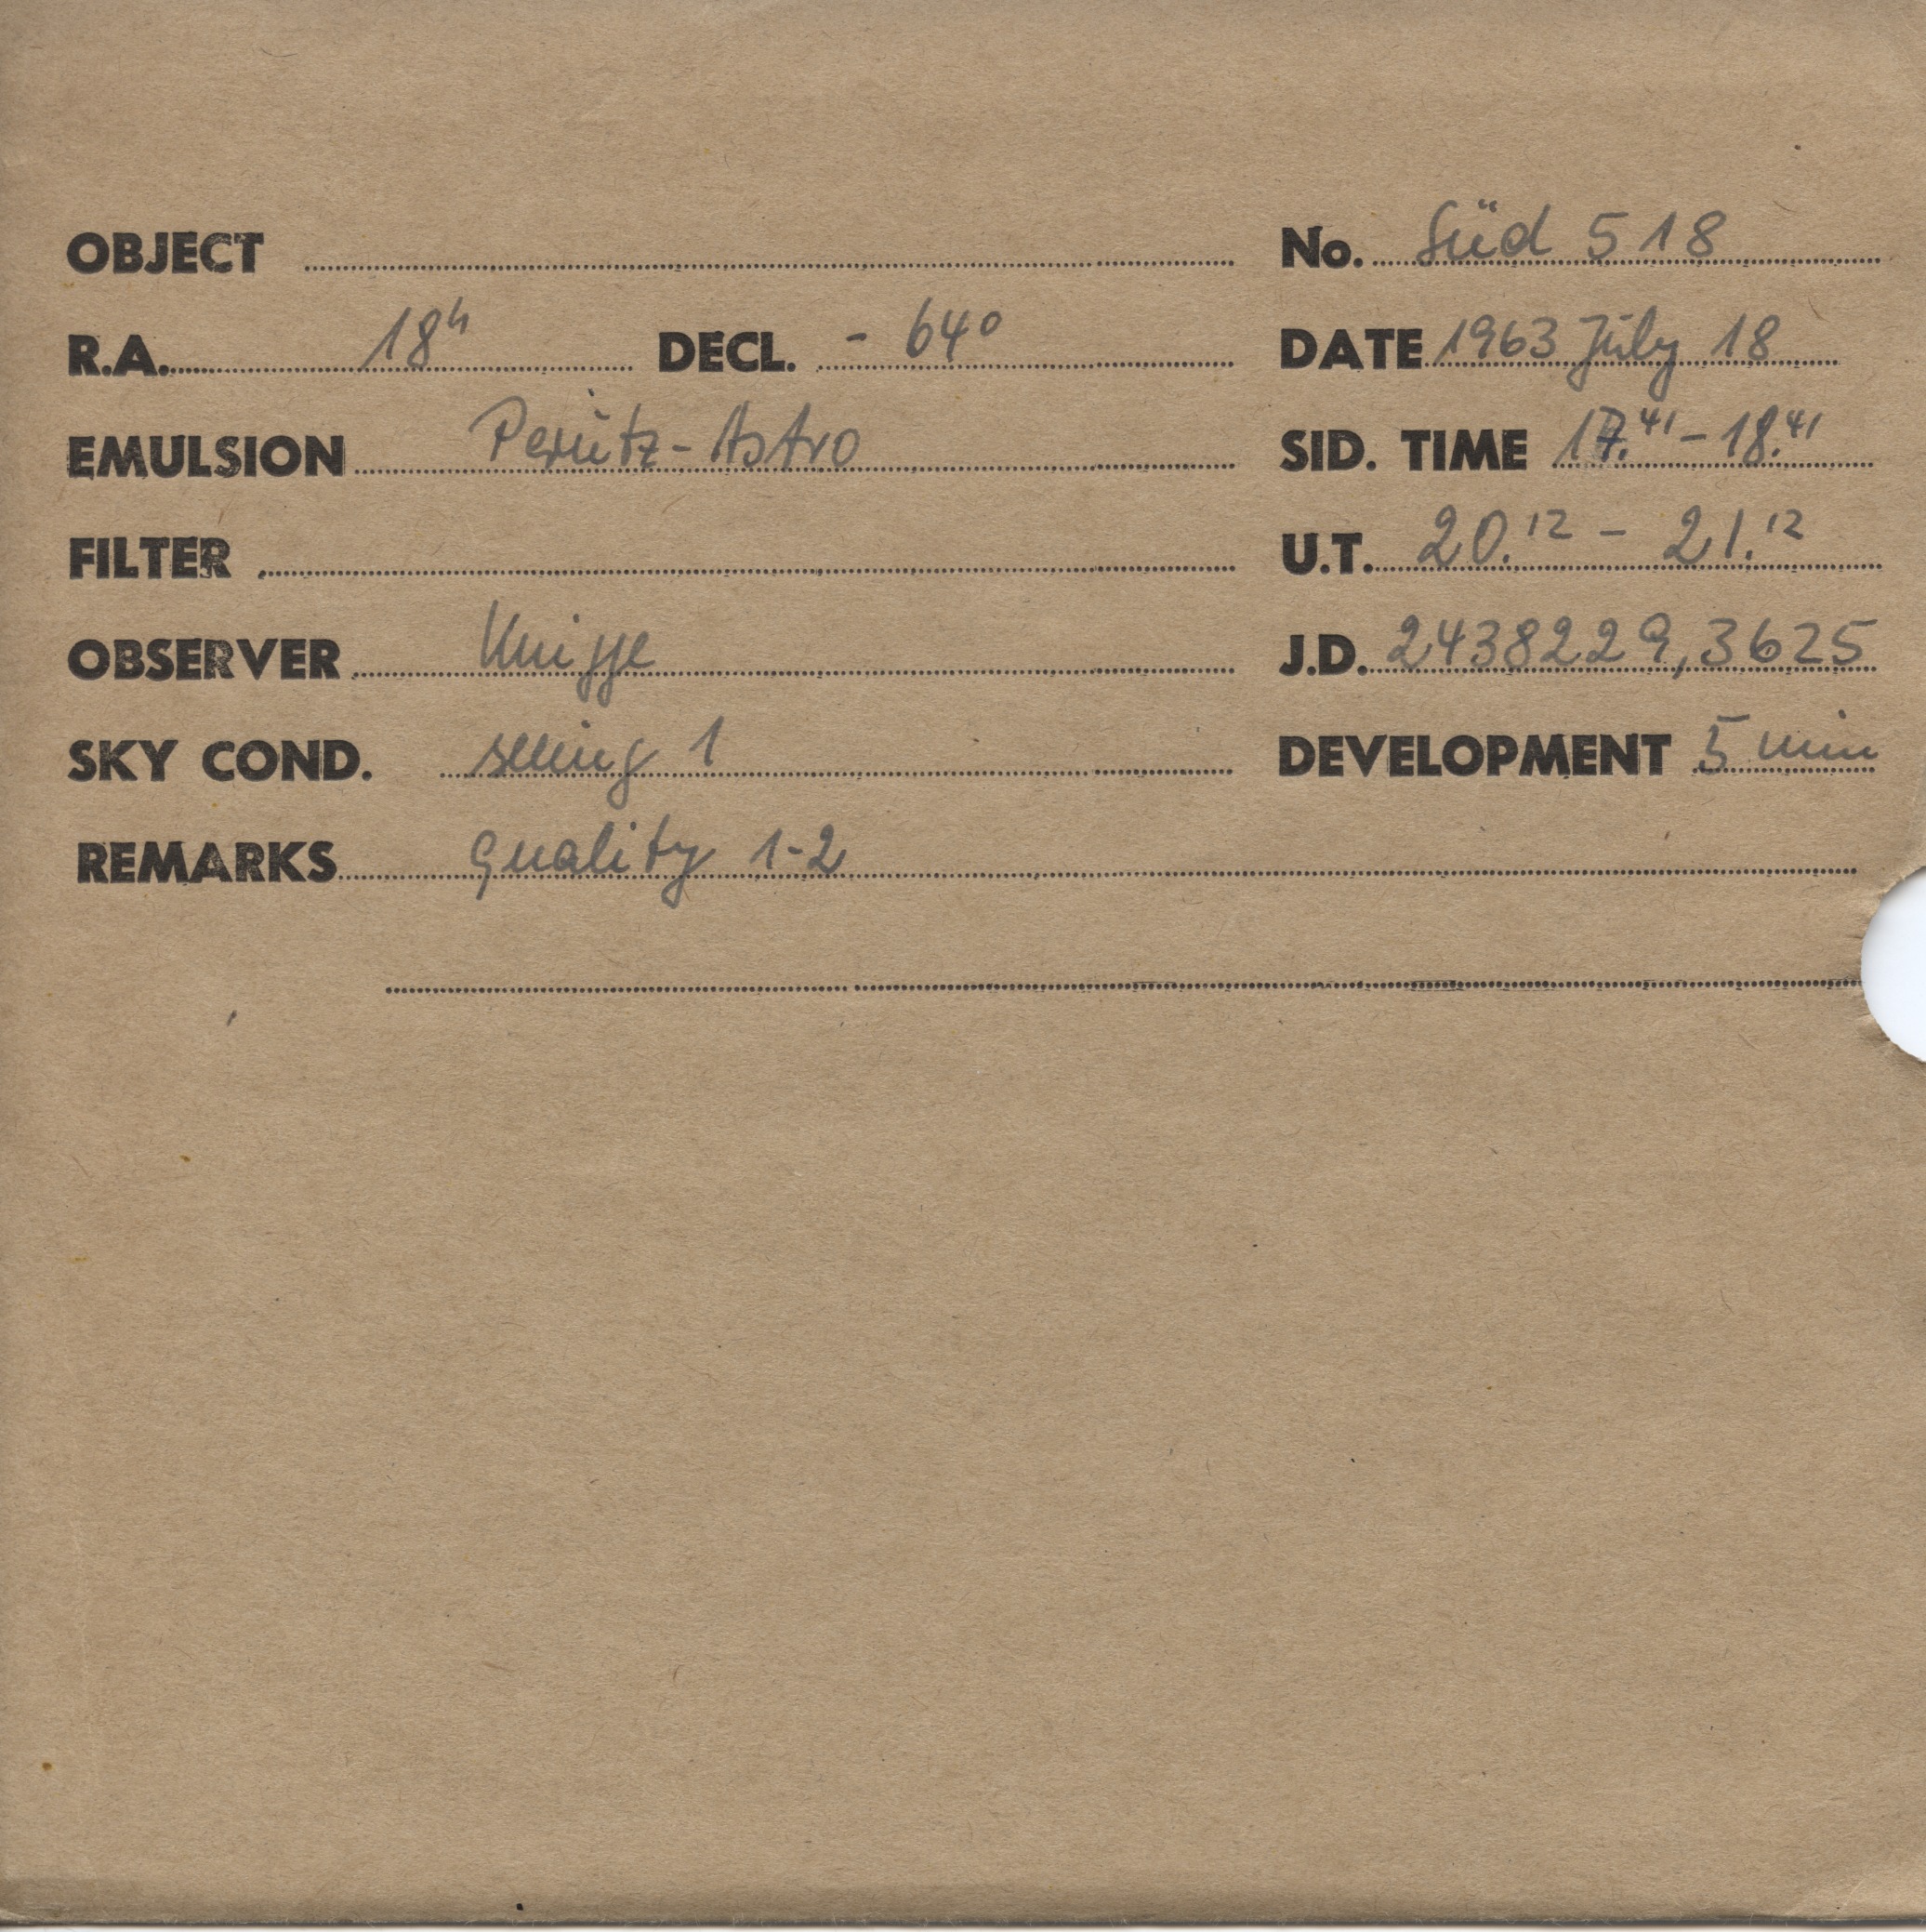 OBJECT No. Süd 518
R.A. 18h DECL. - 64° DATE 1963 July 18
EMULSION Perutz-Astro SID. TIME 17.41 - 18.41
FILTER U.T. 20.12 - 21.12
OBSERVER Knigge J.D. 2438229,3625
SKY COND. seeing 1 DEVELOPMENT 5 min
REMARKS quality 1-2